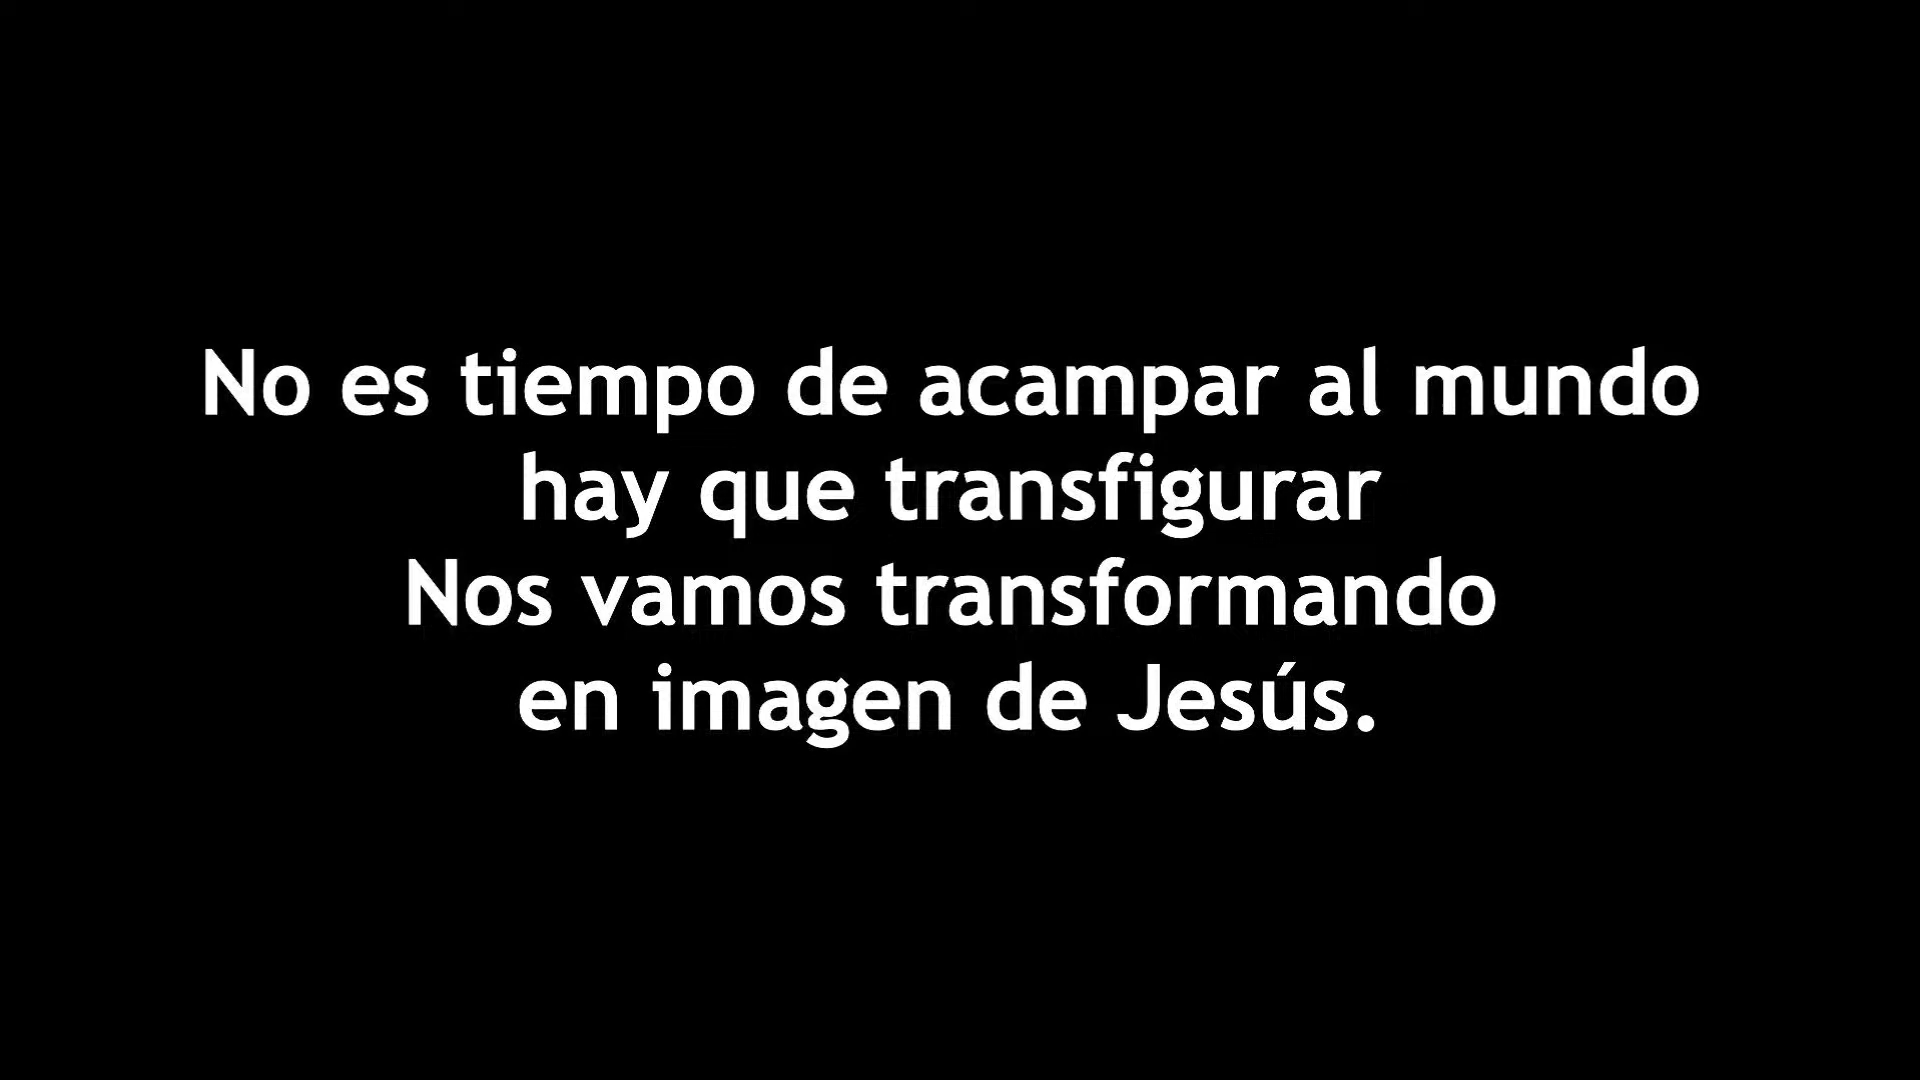 No es tiempo de acampar al mundo
hay que transfigurar
Nos vamos transformando
en imagen de Jesús.